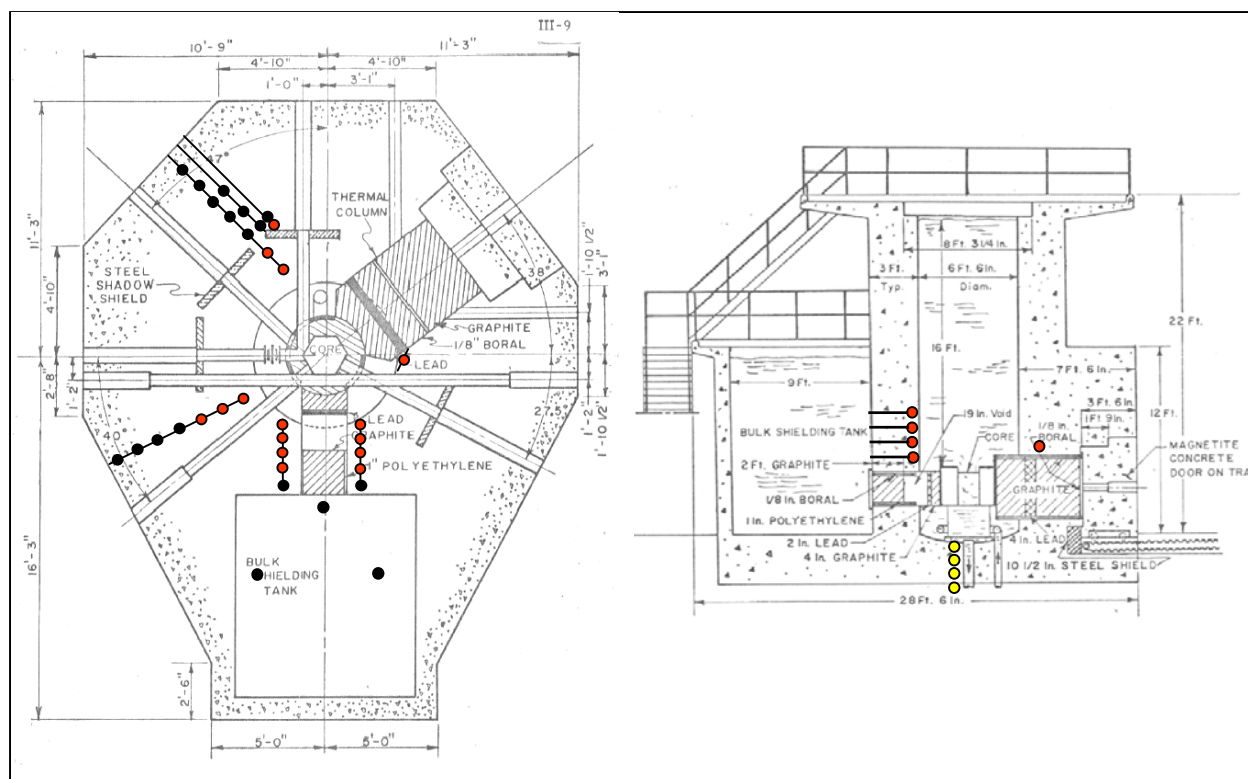 III-9
10'-9"
11'-3"
4'-10"
4'-10"
1'-0"
3'-1"
47°
11'-3"
THERMAL
COLUMN
4'-10"
STEEL
SHADOW
SHIELD
38
1'-10 1/2"
3'-1"
GRAPHITE
1/8" BORAL
CORE
LEAD
2'-8"
1'-2"
1'-2"
1'-10 1/2"
27.5
40
LEAD
GRAPHITE
1" POLYETHYLENE
16'-3"
BULK
SHIELDING
TANK
2'-6"
5'-0"
5'-0"
8 Ft. 3 1/4 In.
3 Ft.
Typ.
6 Ft. 6 In.
Diam.
22 Ft.
16 Ft.
9 Ft.
7 Ft. 6 In.
3 Ft. 6 In.
1 Ft. 9 In.
12 Ft.
BULK SHIELDING TANK
19 In. Void
CORE
1/8 In.
BORAL
2 Ft. GRAPHITE
MAGNETITE
CONCRETE
DOOR ON TRA
GRAPHITE
1/8 In. BORAL
1 In. POLYETHYLENE
2 In. LEAD
4 In. GRAPHITE
4 In. LEAD
10 1/2 In. STEEL SHIELD
28 Ft. 6 In.